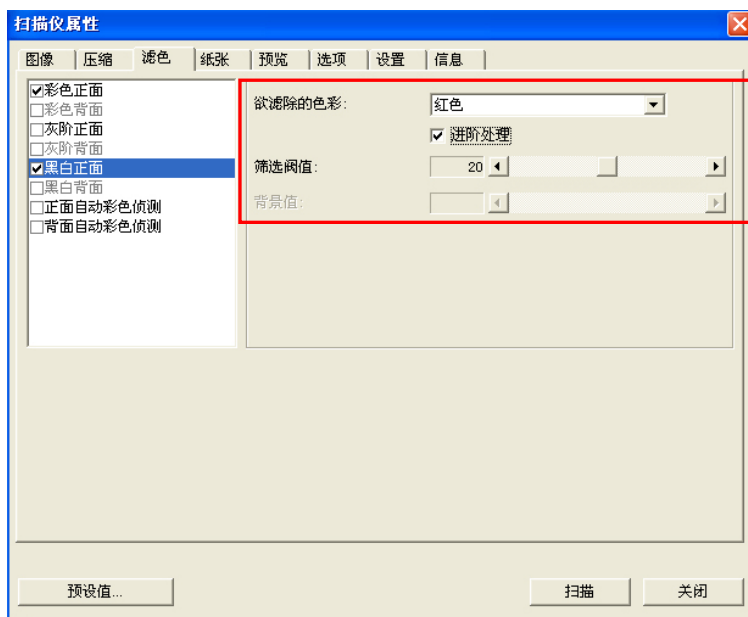 扫描仪属性
图像 压缩 滤色 纸张 预览 选项 设置 信息
彩色正面
彩色背面
灰阶正面
灰阶背面
黑白正面
黑白背面
正面自动彩色侦测
背面自动彩色侦测
欲滤除的色彩: 红色
进阶处理
筛选阀值: 20
背景值:
预设值... 扫描 关闭